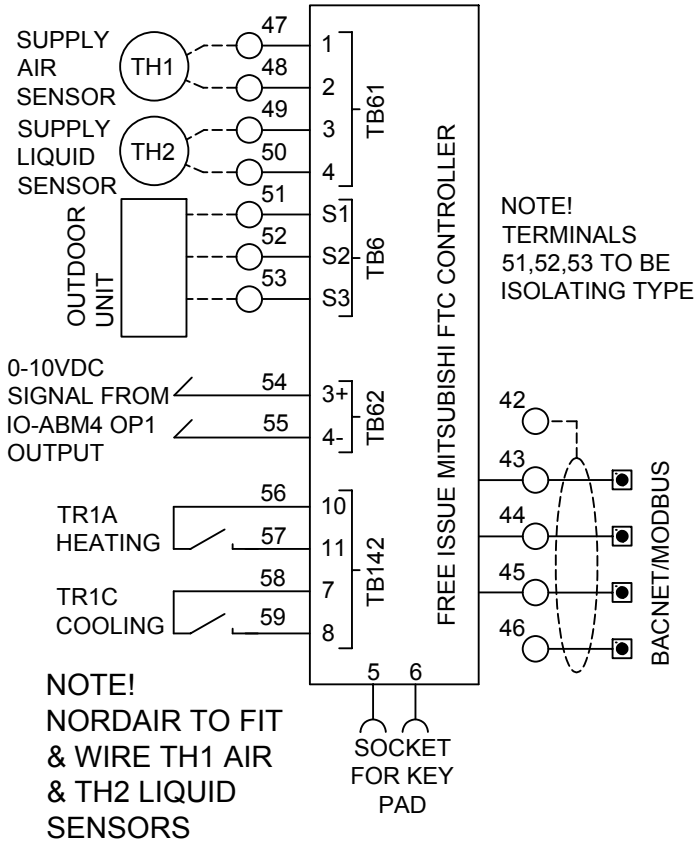 SUPPLY
AIR
SENSOR
TH1
47
48
1
2
SUPPLY
LIQUID
SENSOR
TH2
49
50
3
4
TB61
OUTDOOR
UNIT
51
52
53
S1
S2
S3
TB6
0-10VDC
SIGNAL FROM
IO-ABM4 OP1
OUTPUT
54
55
3+
4-
TB62
TR1A
HEATING
56
57
10
11
TR1C
COOLING
58
59
7
8
TB142
FREE ISSUE MITSUBISHI FTC CONTROLLER
NOTE!
TERMINALS
51,52,53 TO BE
ISOLATING TYPE
42
43
44
45
46
BACNET/MODBUS
5 6
SOCKET
FOR KEY
PAD
NOTE!
NORDAIR TO FIT
& WIRE TH1 AIR
& TH2 LIQUID
SENSORS